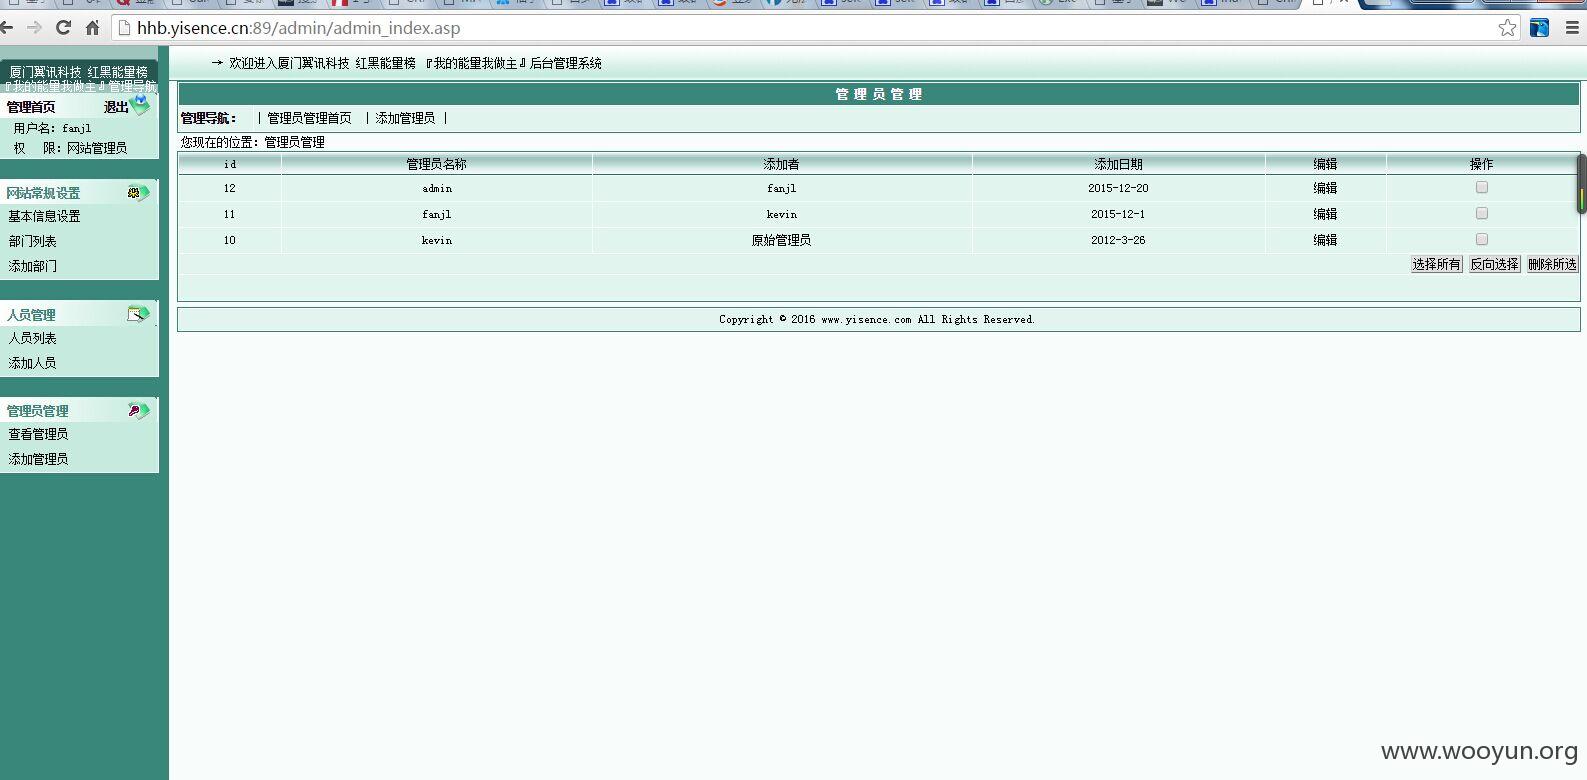 hhb.yisence.cn:89/admin/admin_index.asp
厦门翼讯科技 红黑能量榜
『我的能量我做主』管理导航
管理首页 退出
用户名：fanjl
权 限：网站管理员
网站常规设置
基本信息设置
部门列表
添加部门
人员管理
人员列表
添加人员
管理员管理
查看管理员
添加管理员
→ 欢迎进入厦门翼讯科技 红黑能量榜 『我的能量我做主』后台管理系统
管理员管理
管理导航： | 管理员管理首页 | 添加管理员 |
您现在的位置：管理员管理
id 管理员名称 添加者 添加日期 编辑 操作
12 admin fanjl 2015-12-20 编辑
11 fanjl kevin 2015-12-1 编辑
10 kevin 原始管理员 2012-3-26 编辑
选择所有 反向选择 删除所选
Copyright © 2016 www.yisence.com All Rights Reserved.
www.wooyun.org